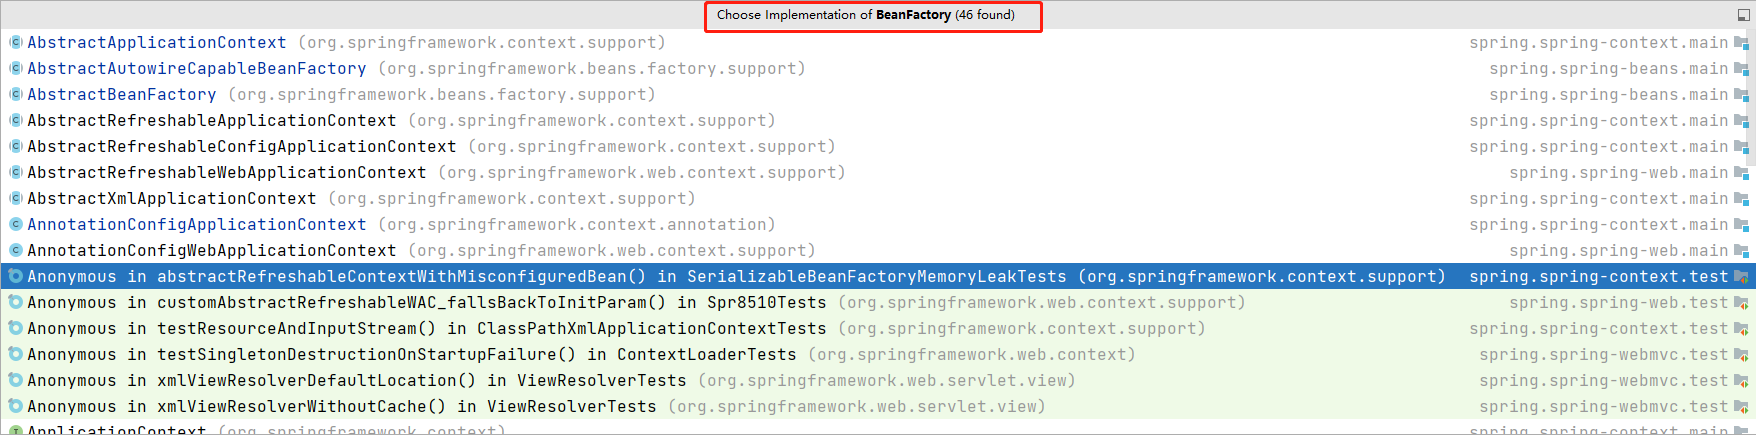 Choose Implementation of BeanFactory (46 found)
AbstractApplicationContext (org.springframework.context.support) spring.spring-context.main
AbstractAutowireCapableBeanFactory (org.springframework.beans.factory.support) spring.spring-beans.main
AbstractBeanFactory (org.springframework.beans.factory.support) spring.spring-beans.main
AbstractRefreshableApplicationContext (org.springframework.context.support) spring.spring-context.main
AbstractRefreshableConfigApplicationContext (org.springframework.context.support) spring.spring-context.main
AbstractRefreshableWebApplicationContext (org.springframework.web.context.support) spring.spring-web.main
AbstractXmlApplicationContext (org.springframework.context.support) spring.spring-context.main
AnnotationConfigApplicationContext (org.springframework.context.annotation) spring.spring-context.main
AnnotationConfigWebApplicationContext (org.springframework.web.context.support) spring.spring-web.main
Anonymous in abstractRefreshableContextWithMisconfiguredBean() in SerializableBeanFactoryMemoryLeakTests (org.springframework.context.support) spring.spring-context.test
Anonymous in customAbstractRefreshableWAC_fallsBackToInitParam() in Spr8510Tests (org.springframework.web.context.support) spring.spring-web.test
Anonymous in testResourceAndInputStream() in ClassPathXmlApplicationContextTests (org.springframework.context.support) spring.spring-context.test
Anonymous in testSingletonDestructionOnStartupFailure() in ContextLoaderTests (org.springframework.web.context) spring.spring-webmvc.test
Anonymous in xmlViewResolverDefaultLocation() in ViewResolverTests (org.springframework.web.servlet.view) spring.spring-webmvc.test
Anonymous in xmlViewResolverWithoutCache() in ViewResolverTests (org.springframework.web.servlet.view) spring.spring-webmvc.test
ApplicationContext (org.springframework.context) spring.spring-context.main